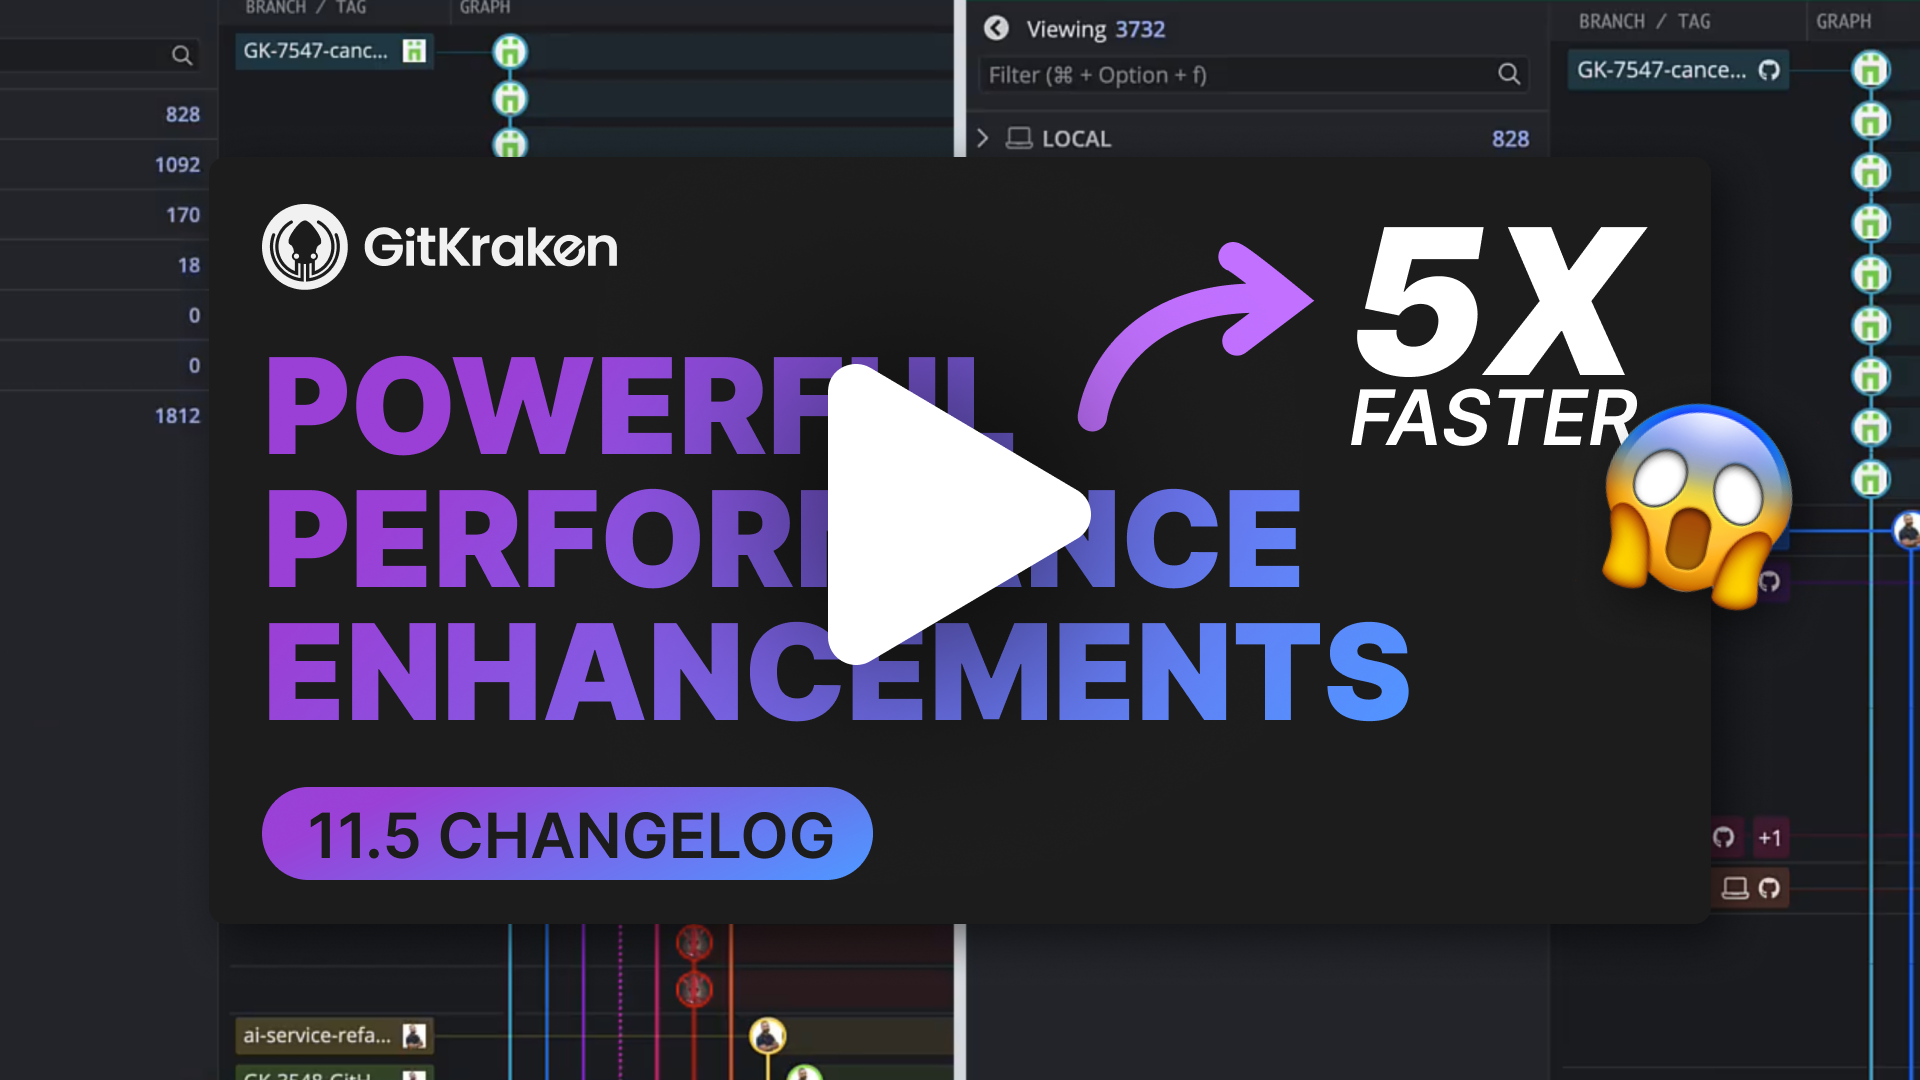 BRANCH / TAG
GRAPH
GK-7547-canc...
828
1092
170
18
0
0
1812
Viewing 3732
Filter (⌘ + Option + f)
LOCAL
828
BRANCH / TAG
GRAPH
GK-7547-cance...
GitKraken
5X
FASTER
POWERFUL
ENHANCEMENTS
11.5 CHANGELOG
+1
ai-service-refa...